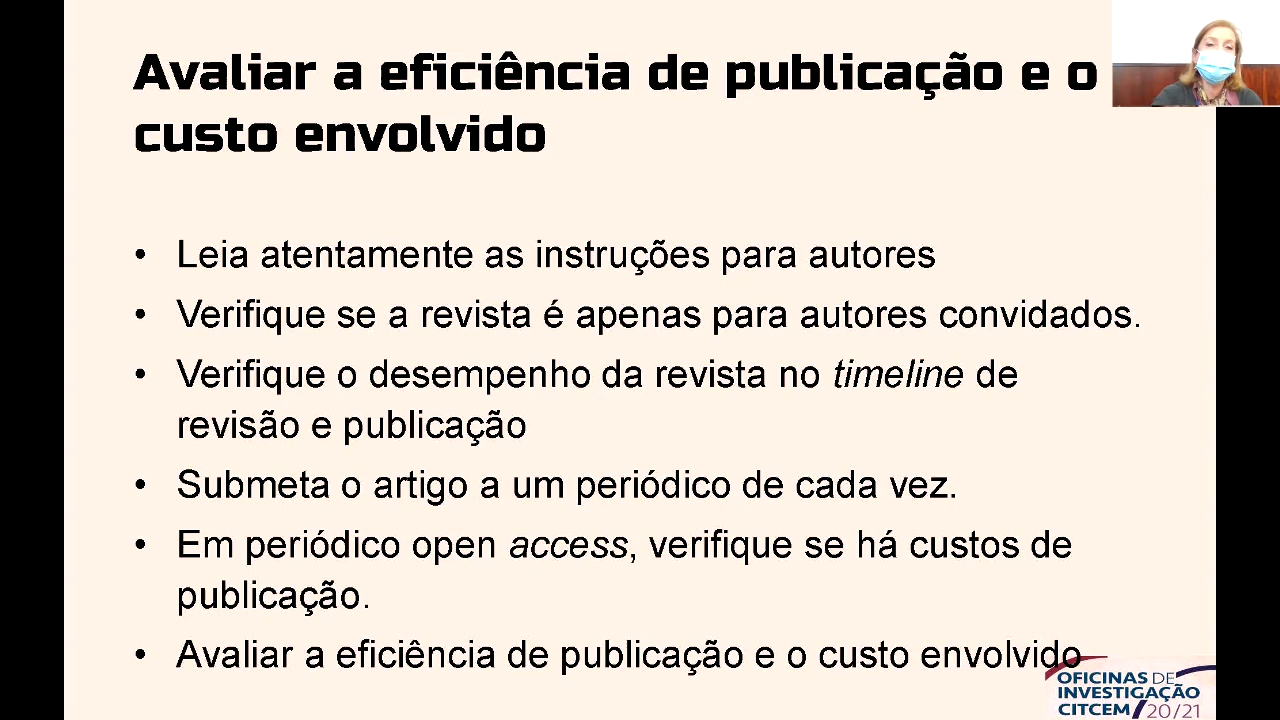 Avaliar a eficiência de publicação e o
custo envolvido
• Leia atentamente as instruções para autores
• Verifique se a revista é apenas para autores convidados.
• Verifique o desempenho da revista no timeline de
revisão e publicação
• Submeta o artigo a um periódico de cada vez.
• Em periódico open access, verifique se há custos de
publicação.
• Avaliar a eficiência de publicação e o custo envolvido
OFICINAS DE
INVESTIGAÇÃO
CITCEM/20/21